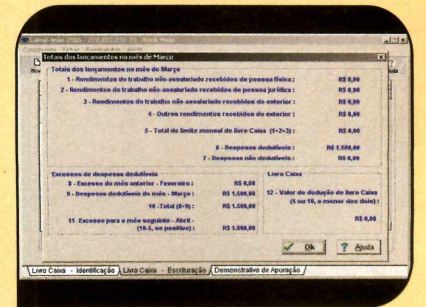 Totais dos lançamentos no mês de Março
Totais dos lançamentos no mês de Março
1 - Rendimentos do trabalho não-assalariado recebidos de pessoa física: R$ 0,00
2 - Rendimentos do trabalho não-assalariado recebidos de pessoa jurídica: R$ 0,00
3 - Rendimentos do trabalho não-assalariado recebidos do exterior: R$ 0,00
4 - Outros rendimentos recebidos do exterior: R$ 0,00
5 - Total do limite mensal de livro Caixa (1+2+3): R$ 0,00
6 - Despesas dedutíveis: R$ 1.500,00
7 - Despesas não dedutíveis: R$ 0,00
Excessos de despesas dedutíveis
8 - Excesso do mês anterior - Fevereiro: R$ 0,00
9 - Despesas dedutíveis do mês - Março: R$ 1.500,00
10 - Total (8+9): R$ 1.500,00
11 - Excesso para o mês seguinte - Abril -
(10-5, se positivo): R$ 1.500,00
Livro Caixa
12 - Valor de dedução de livro Caixa
(5 ou 10, o menor dos dois):
R$ 0,00
Ok
? Ajuda
Livro Caixa - Identificação Livro Caixa - Escrituração Demonstrativo de Apuração